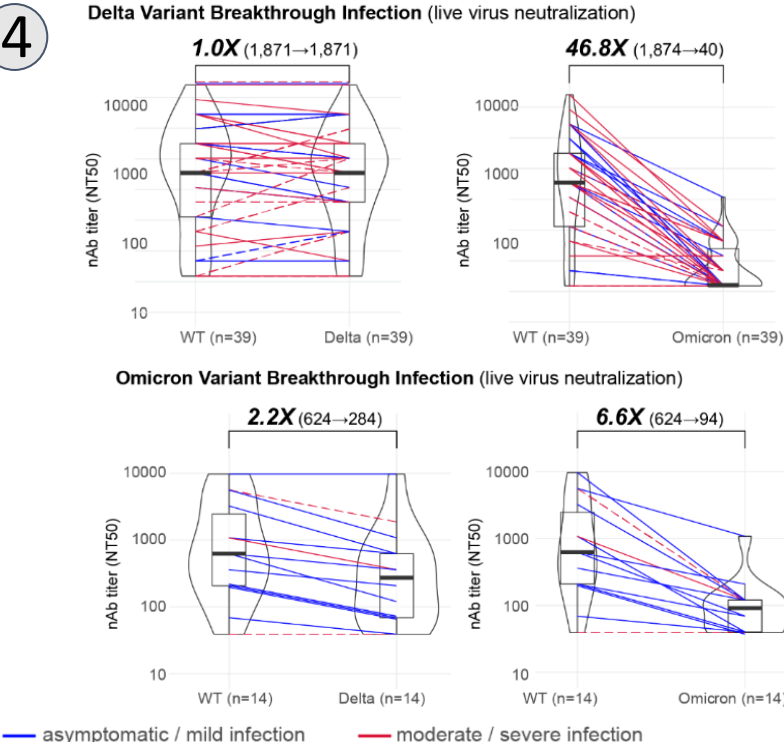 4
Delta Variant Breakthrough Infection (live virus neutralization)
1.0X (1,871→1,871)
46.8X (1,874→40)
nAb titer (NT50)
10000
1000
100
10
WT (n=39)
Delta (n=39)
nAb titer (NT50)
10000
1000
100
WT (n=39)
Omicron (n=39)
Omicron Variant Breakthrough Infection (live virus neutralization)
2.2X (624→284)
6.6X (624→94)
nAb titer (NT50)
10000
1000
100
10
WT (n=14)
Delta (n=14)
nAb titer (NT50)
10000
1000
100
10
WT (n=14)
Omicron (n=14)
asymptomatic / mild infection
moderate / severe infection